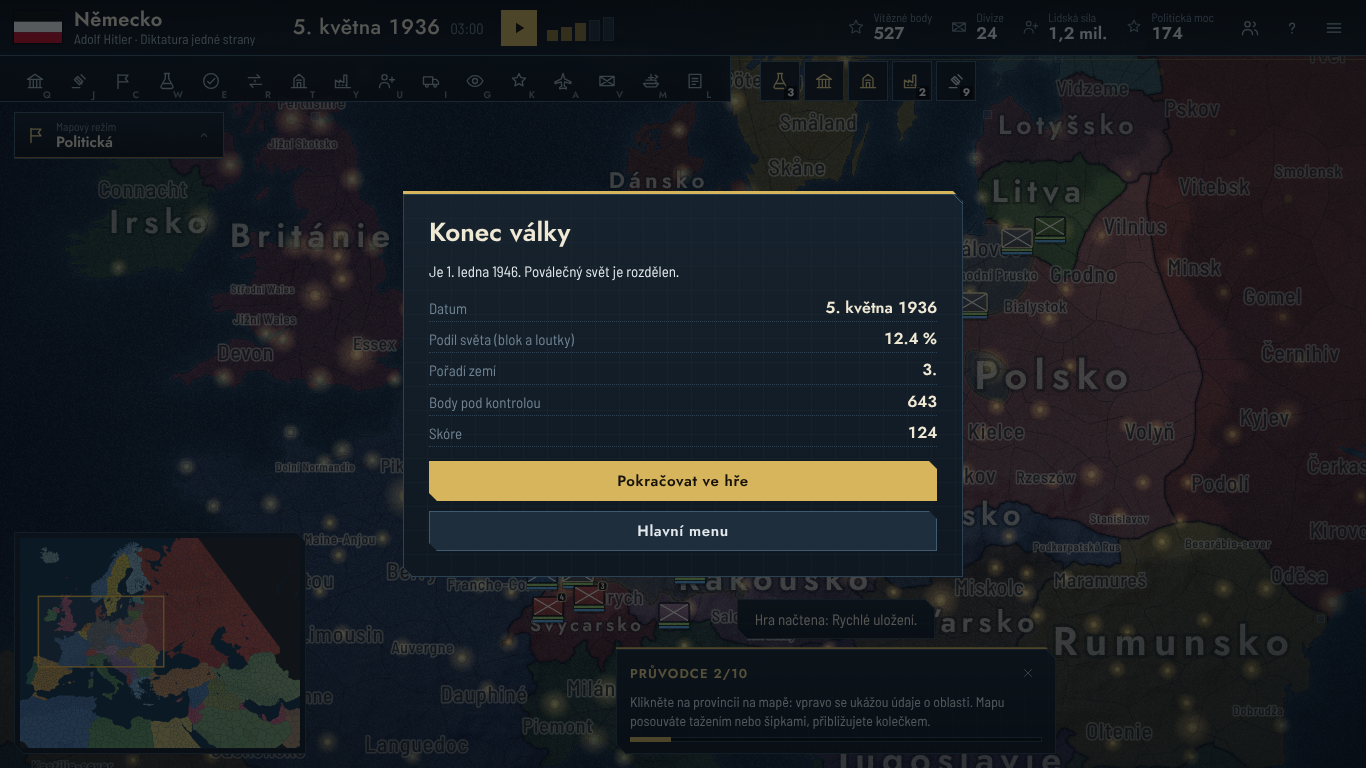 Německo
Adolf Hitler · Diktatura jedné strany
5. května 1936 03:00
Vítězné body
527
Divize
24
Lidská síla
1,2 mil.
Politická moc
174
?
Q J C W E R T Y U I G K A V M L
3 2 9
Mapový režim
Politická
Perthshire
Jižní Skotsko
Connacht
Irsko
Británie
Střední Wales
Jižní Wales
Devon
Essex
Dánsko
Småland
Skåne
Vidzeme
Pskov
Lotyšsko
Smolensk
Litva
Vitebsk
Vilnius
Minsk
Grodno
Gomel
Bialystok
Polsko
Černihiv
Kyjev
Kielce
Volyň
Rzeszów
Podolí
Stanislavov
Podkarpatská Rus
Besarábie-sever
Konec války
Je 1. ledna 1946. Poválečný svět je rozdělen.
Datum 5. května 1936
Podíl světa (blok a loutky) 12.4 %
Pořadí zemí 3.
Body pod kontrolou 643
Skóre 124
Pokračovat ve hře
Hlavní menu
Dolní Normandie
Maine-Anjou
Franche-Co
Rakousko
Miskolc
Maramureš
Oděsa
Švýcarsko
Limousin
Auvergne
Rumunsko
Dauphiné
Milán
Piemont
Languedoc
Oltenie
Dobrudža
Jugoslávie
Hra načtena: Rychlé uložení.
PRŮVODCE 2/10
Klikněte na provincii na mapě: vpravo se ukážou údaje o oblasti. Mapu
posouváte tažením nebo šipkami, přibližujete kolečkem.